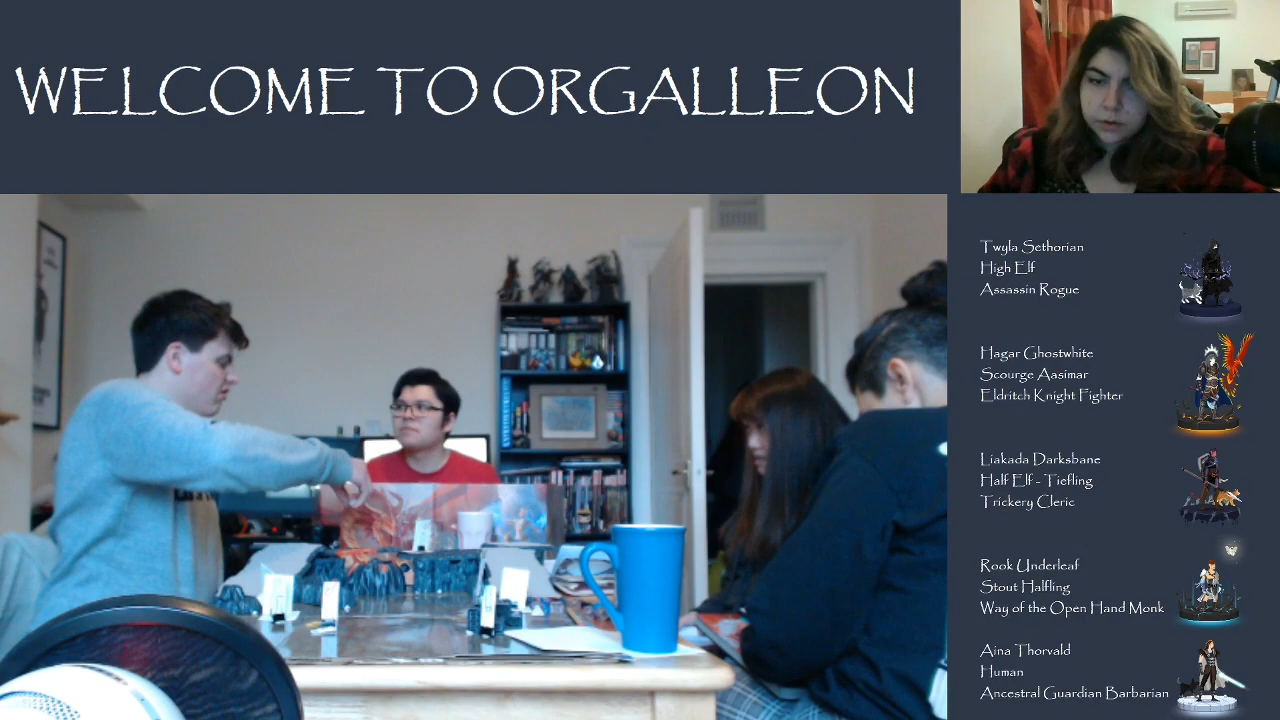 WELCOME TO ORGALLEON
Twyla Sethorian
High Elf
Assassin Rogue
Hagar Ghostwhite
Scourge Aasimar
Eldritch Knight Fighter
Liakada Darksbane
Half Elf - Tiefling
Trickery Cleric
Rook Underleaf
Stout Halfling
Way of the Open Hand Monk
Aina Thorvald
Human
Ancestral Guardian Barbarian